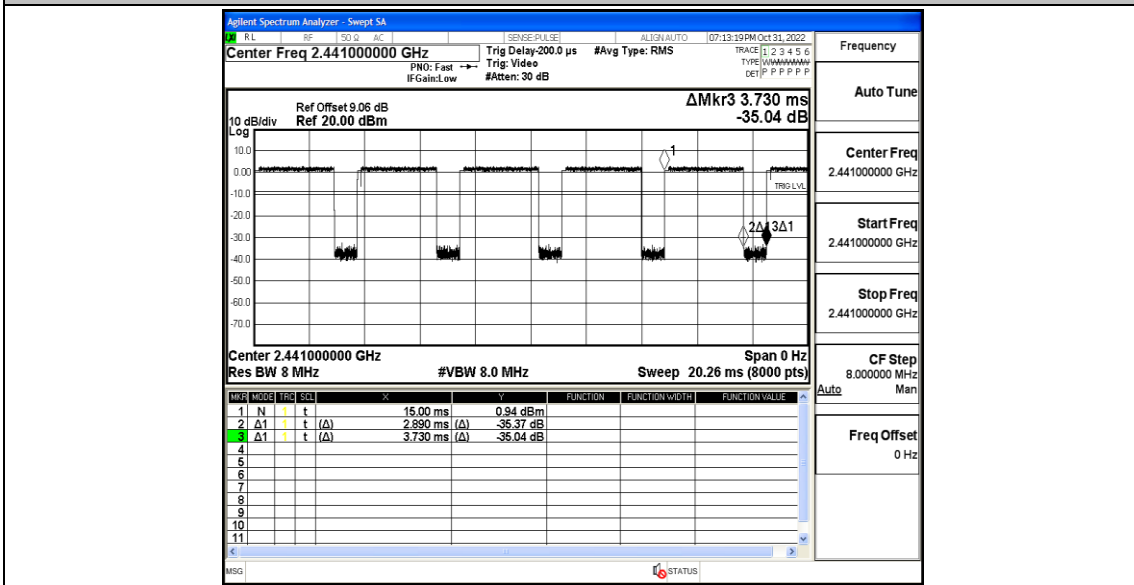 Agilent Spectrum Analyzer - Swept SA
RL RF 50 Ω AC SENSE:PULSE ALIGN AUTO 07:13:19 PM Oct 31, 2022
Center Freq 2.441000000 GHz
PNO: Fast
IFGain:Low
Trig Delay-200.0 µs
Trig: Video
#Atten: 30 dB
#Avg Type: RMS
TRACE 1 2 3 4 5 6
TYPE
DET P P P P P P
Ref Offset 9.06 dB
10 dB/div Ref 20.00 dBm
Log
ΔMkr3 3.730 ms
-35.04 dB
10.0
0.00
-10.0
-20.0
-30.0
-40.0
-50.0
-60.0
-70.0
1
TRIG LVL
3Δ1
Center 2.441000000 GHz Span 0 Hz
Res BW 8 MHz #VBW 8.0 MHz Sweep 20.26 ms (8000 pts)
MKR MODE TRC SCL X Y FUNCTION FUNCTION WIDTH FUNCTION VALUE
1 N 1 t 15.00 ms 0.94 dBm
2 Δ1 1 t (Δ) 2.890 ms (Δ) -35.37 dB
3 Δ1 1 t (Δ) 3.730 ms (Δ) -35.04 dB
4
5
6
7
8
9
10
11
MSG STATUS
Frequency
Auto Tune
Center Freq
2.441000000 GHz
Start Freq
2.441000000 GHz
Stop Freq
2.441000000 GHz
CF Step
8.000000 MHz
Auto Man
Freq Offset
0 Hz